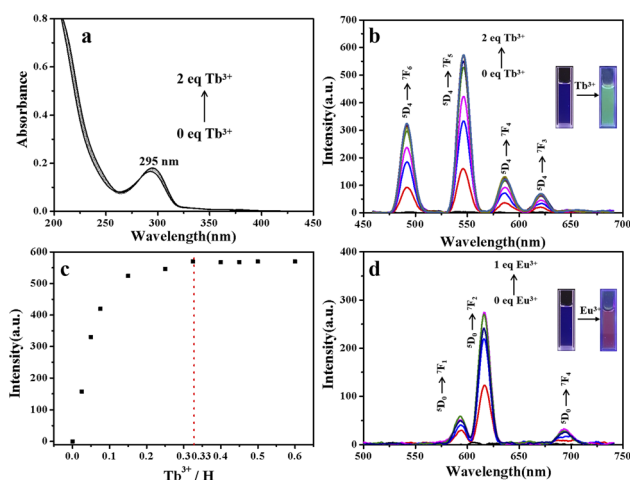 a
2 eq Tb³⁺
0 eq Tb³⁺
295 nm
Absorbance
0.8
0.6
0.4
0.2
0.0
200 250 300 350 400 450
Wavelength(nm)
b
2 eq Tb³⁺
0 eq Tb³⁺
⁵D₄ → ⁷F₆
⁵D₄ → ⁷F₅
⁵D₄ → ⁷F₄
⁵D₄ → ⁷F₃
Tb³⁺
Intensity(a.u.)
700
600
500
400
300
200
100
0
450 500 550 600 650 700
Wavelength(nm)
c
Intensity(a.u.)
600
500
400
300
200
100
0
0.0 0.1 0.2 0.30.33 0.4 0.5 0.6
Tb³⁺ / H
d
1 eq Eu³⁺
0 eq Eu³⁺
⁵D₀ → ⁷F₁
⁵D₀ → ⁷F₂
⁵D₀ → ⁷F₄
Eu³⁺
Intensity(a.u.)
400
300
200
100
0
500 550 600 650 700 750
Wavelength(nm)